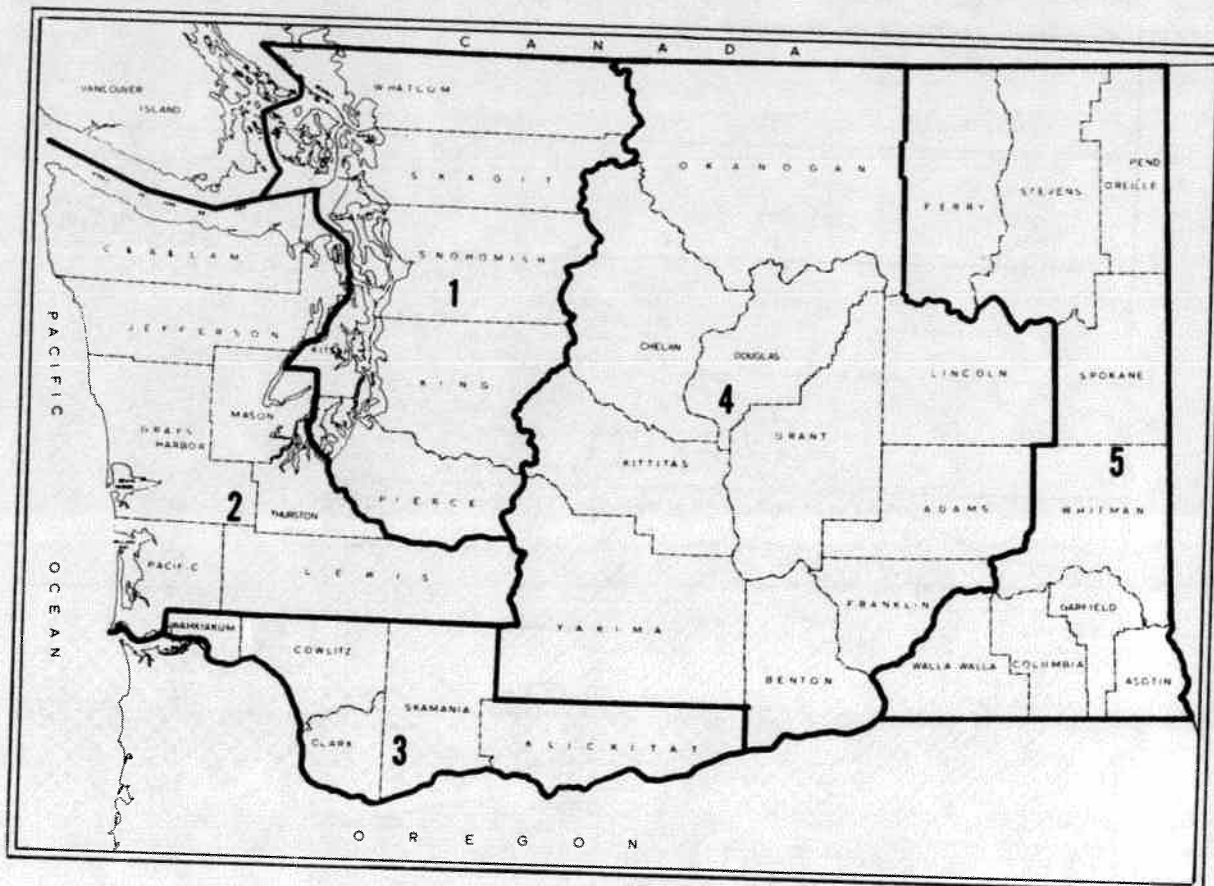 CANADA
VANCOUVER
ISLAND
WHATCOM
OKANOGAN
PEND
OREILLE
SKAGIT
STEVENS
FERRY
CLALLAM
SNOHOMISH
1
PACIFIC
OCEAN
JEFFERSON
CHELAN
DOUGLAS
LINCOLN
SPOKANE
KING
4
MASON
GRAYS
HARBOR
GRANT
KITTITAS
5
PIERCE
2
THURSTON
ADAMS
WHITMAN
PACIFIC
LEWIS
FRANKLIN
GARFIELD
WAHKIAKUM
YAKIMA
COWLITZ
WALLA WALLA
COLUMBIA
BENTON
ASOTIN
SKAMANIA
CLARK
3
KLICKITAT
OREGON